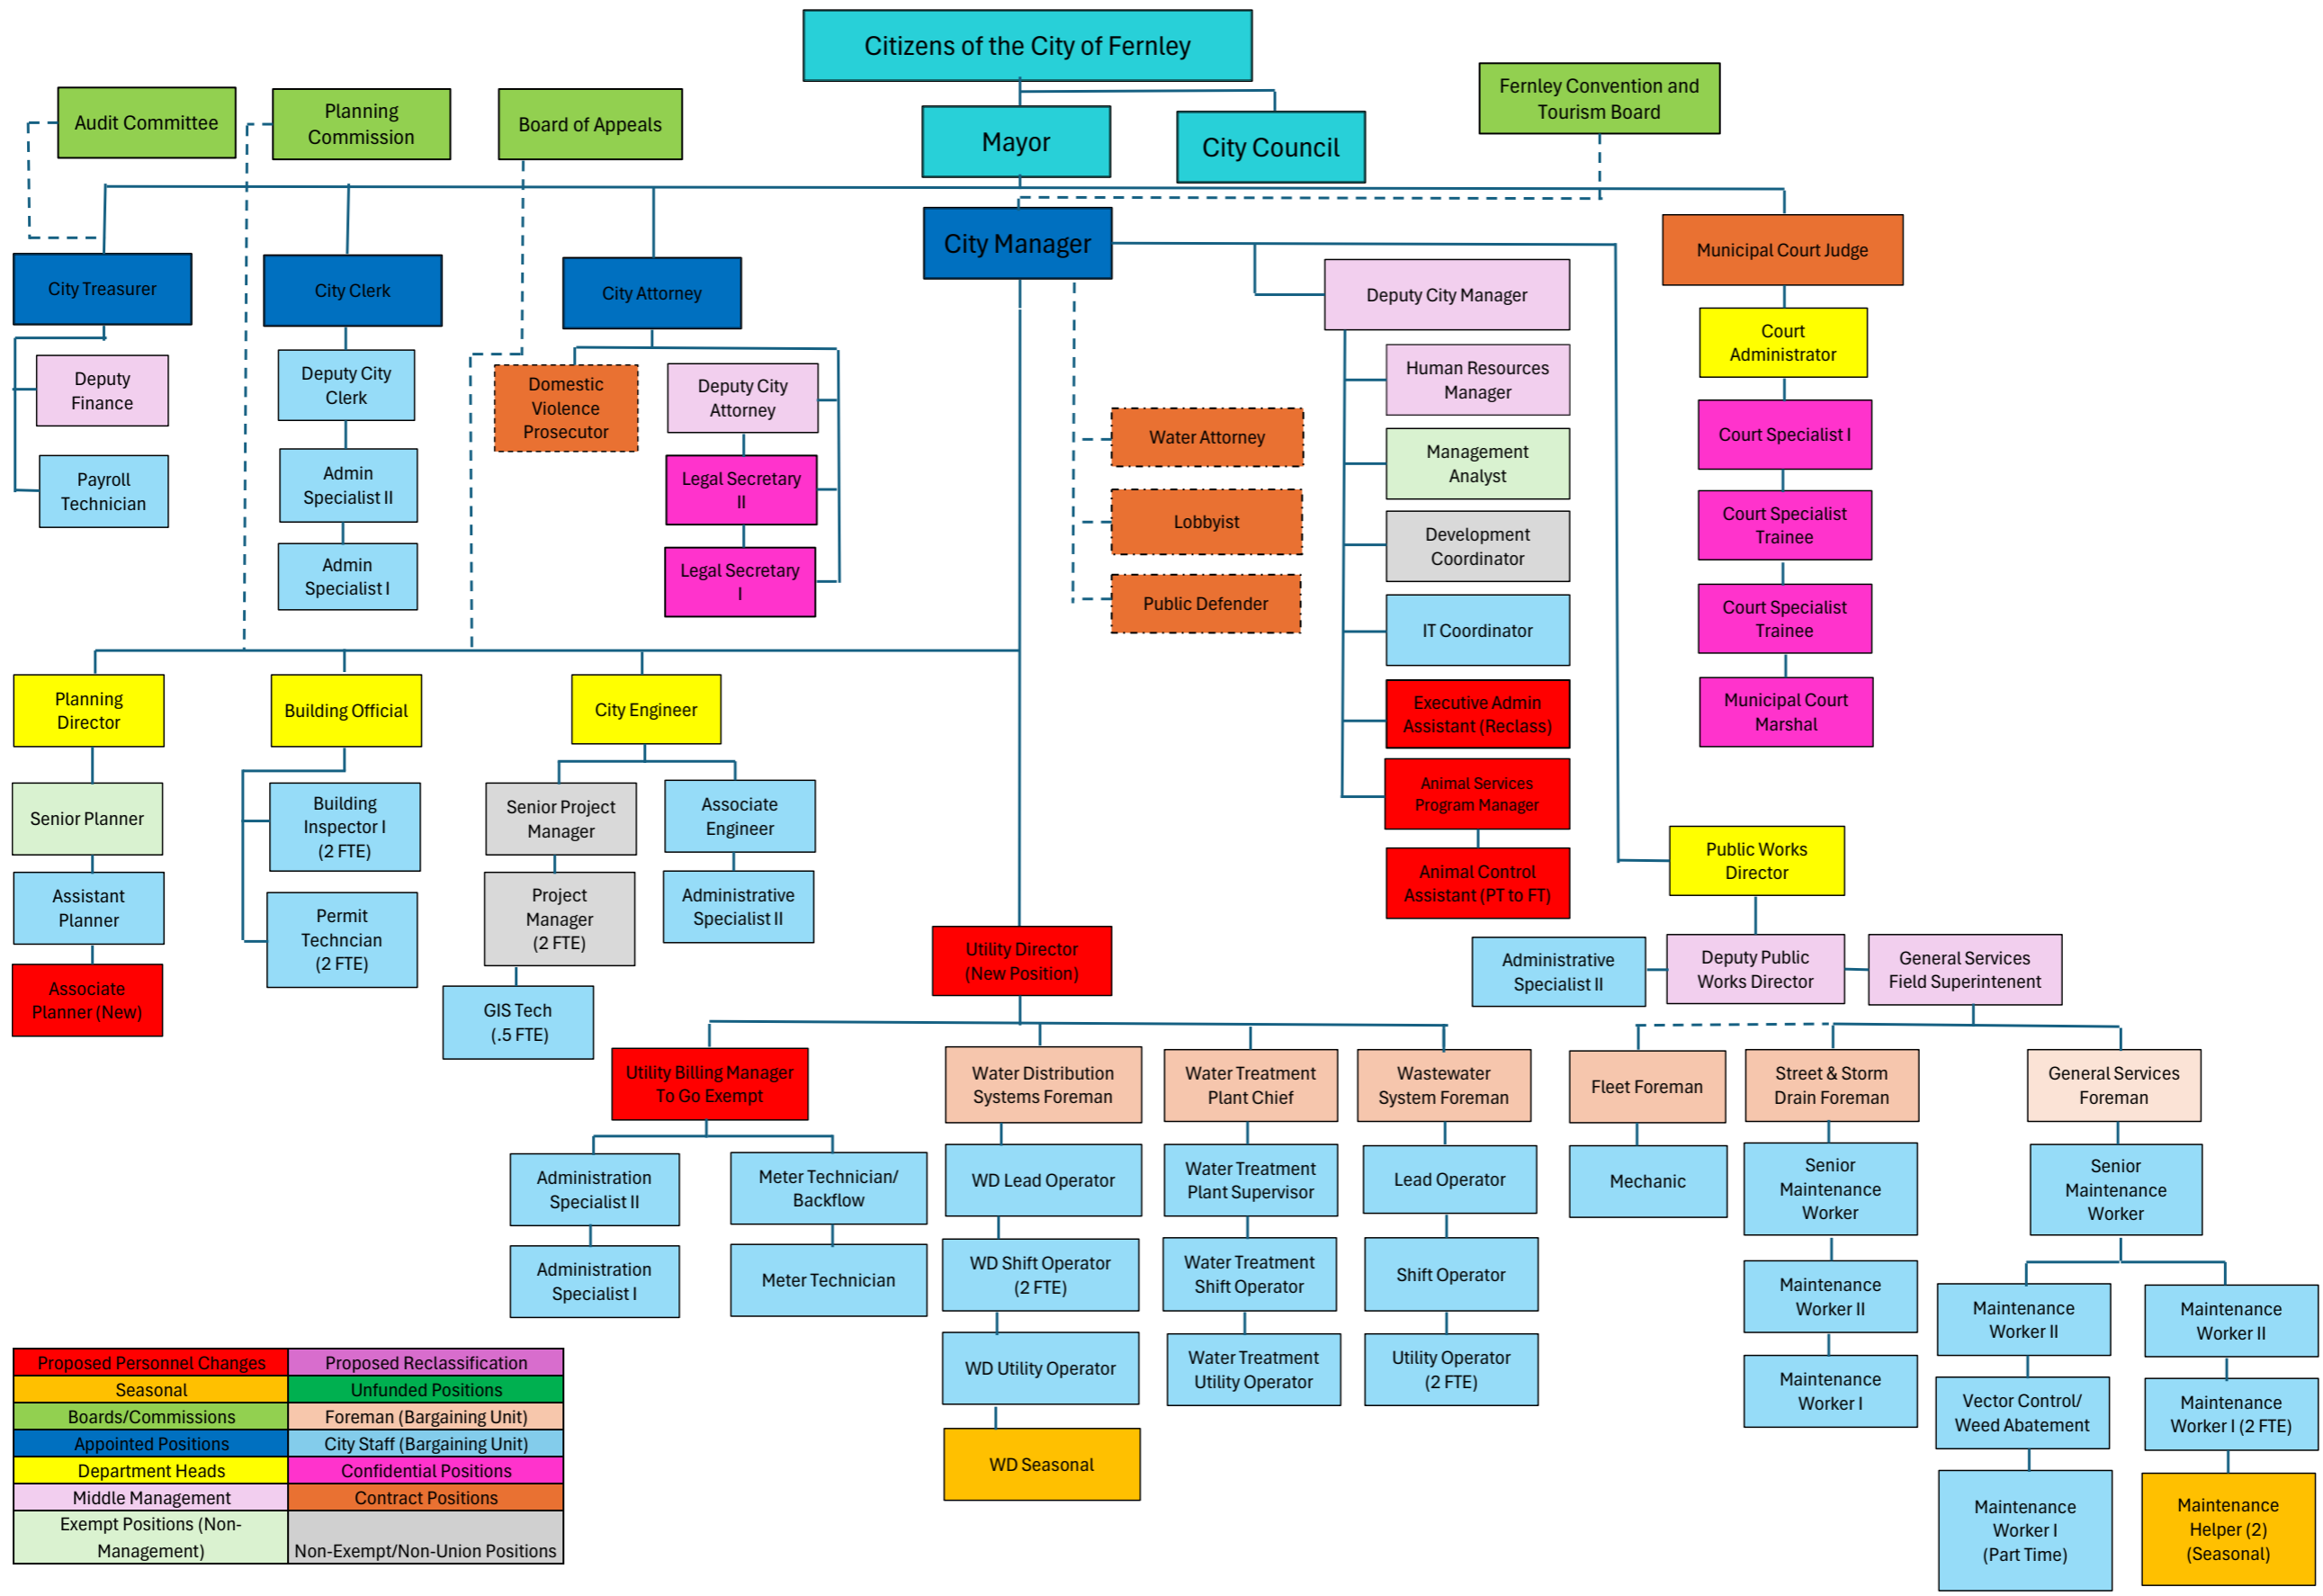 Citizens of the City of Fernley
Fernley Convention and
Tourism Board
Audit Committee
Planning
Commission
Board of Appeals
Mayor
City Council
City Treasurer
City Clerk
City Attorney
City Manager
Municipal Court Judge
Deputy City Manager
Deputy
Finance
Payroll
Technician
Deputy City
Clerk
Admin
Specialist II
Admin
Specialist I
Domestic
Violence
Prosecutor
Deputy City
Attorney
Legal Secretary
II
Legal Secretary
I
Water Attorney
Lobbyist
Public Defender
Human Resources
Manager
Management
Analyst
Development
Coordinator
IT Coordinator
Executive Admin
Assistant (Reclass)
Animal Services
Program Manager
Animal Control
Assistant (PT to FT)
Court
Administrator
Court Specialist I
Court Specialist
Trainee
Court Specialist
Trainee
Municipal Court
Marshal
Planning
Director
Senior Planner
Assistant
Planner
Associate
Planner (New)
Building Official
Building
Inspector I
(2 FTE)
Permit
Techncian
(2 FTE)
City Engineer
Senior Project
Manager
Project
Manager
(2 FTE)
GIS Tech
(.5 FTE)
Associate
Engineer
Administrative
Specialist II
Utility Director
(New Position)
Public Works
Director
Administrative
Specialist II
Deputy Public
Works Director
General Services
Field Superintenent
Utility Billing Manager
To Go Exempt
Administration
Specialist II
Administration
Specialist I
Meter Technician/
Backflow
Meter Technician
Water Distribution
Systems Foreman
WD Lead Operator
WD Shift Operator
(2 FTE)
WD Utility Operator
WD Seasonal
Water Treatment
Plant Chief
Water Treatment
Plant Supervisor
Water Treatment
Shift Operator
Water Treatment
Utility Operator
Wastewater
System Foreman
Lead Operator
Shift Operator
Utility Operator
(2 FTE)
Fleet Foreman
Mechanic
Street & Storm
Drain Foreman
Senior
Maintenance
Worker
Maintenance
Worker II
Maintenance
Worker I
General Services
Foreman
Senior
Maintenance
Worker
Maintenance
Worker II
Vector Control/
Weed Abatement
Maintenance
Worker I
(Part Time)
Maintenance
Worker II
Maintenance
Worker I (2 FTE)
Maintenance
Helper (2)
(Seasonal)
Proposed Personnel Changes
Proposed Reclassification
Seasonal
Unfunded Positions
Boards/Commissions
Foreman (Bargaining Unit)
Appointed Positions
City Staff (Bargaining Unit)
Department Heads
Confidential Positions
Middle Management
Contract Positions
Exempt Positions (Non-
Management)
Non-Exempt/Non-Union Positions